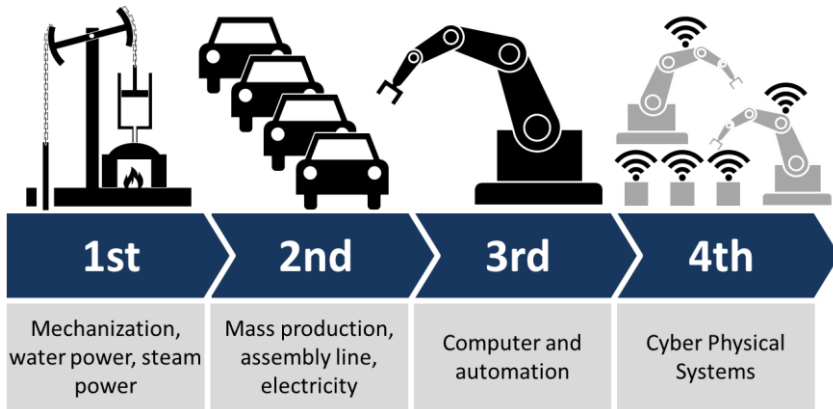 1st
2nd
3rd
4th
Mechanization,
water power, steam
power
Mass production,
assembly line,
electricity
Computer and
automation
Cyber Physical
Systems